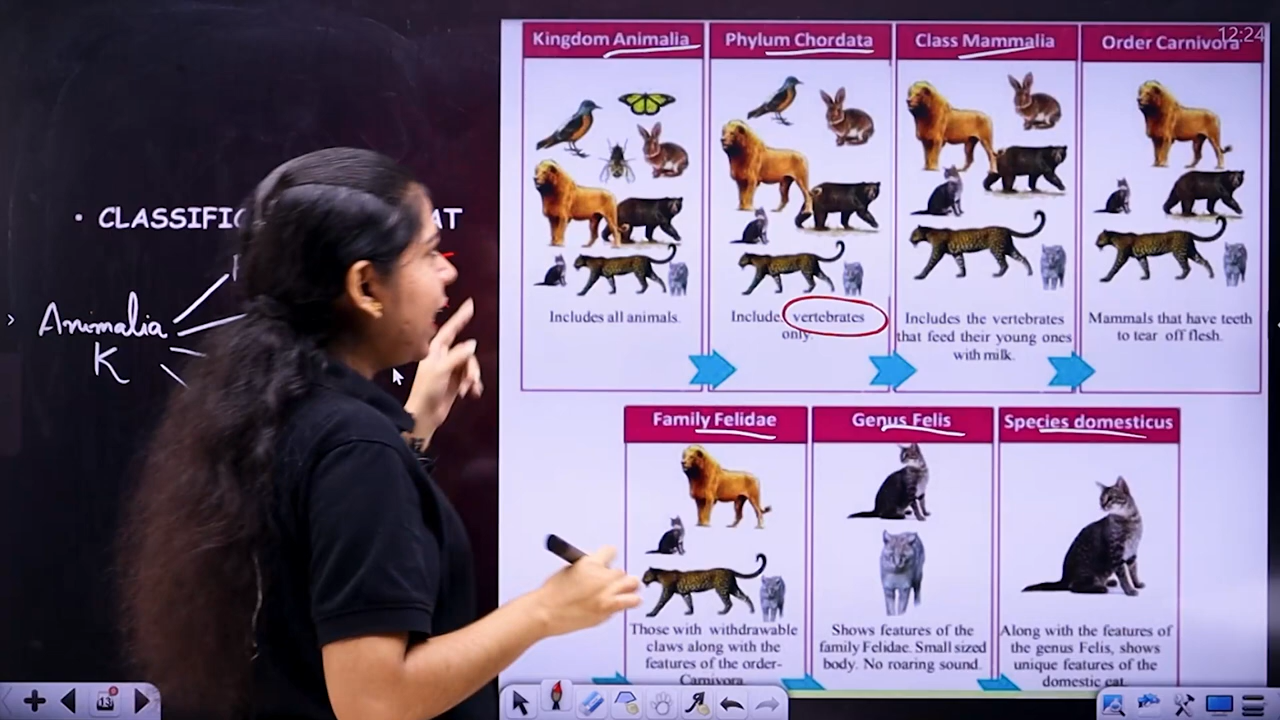 12:24
Kingdom Animalia
Includes all animals.
Phylum Chordata
Include vertebrates
only.
Class Mammalia
Includes the vertebrates
that feed their young ones
with milk.
Order Carnivora
Mammals that have teeth
to tear off flesh.
• CLASSIFIC AT
Animalia
K
Family Felidae
Those with withdrawable
claws along with the
features of the order-
Carnivora.
Genus Felis
Shows features of the
family Felidae. Small sized
body. No roaring sound.
Species domesticus
Along with the features of
the genus Felis, shows
unique features of the
domestic cat.
13